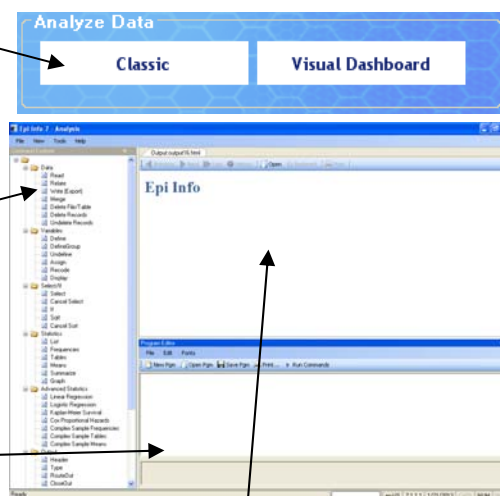 Analyze Data
Classic Visual Dashboard
Epi Info 7 - Analysis
File View Tools Help
Output output16.html
Open
Epi Info
Data
Read
Relate
Write (Export)
Merge
Delete File/Table
Delete Records
Undelete Records
Variables
Define
DefineGroup
Undefine
Assign
Recode
Display
Select/If
Select
Cancel Select
If
Sort
Cancel Sort
Statistics
List
Frequencies
Tables
Means
Summarize
Graph
Advanced Statistics
Linear Regression
Logistic Regression
Kaplan-Meier Survival
Cox Proportional Hazards
Complex Sample Frequencies
Complex Sample Tables
Complex Sample Means
Output
Header
Type
RouteOut
CloseOut
Program Editor
File Edit Fonts
New Pgm Open Pgm Save Pgm Print... Run Commands
Ready